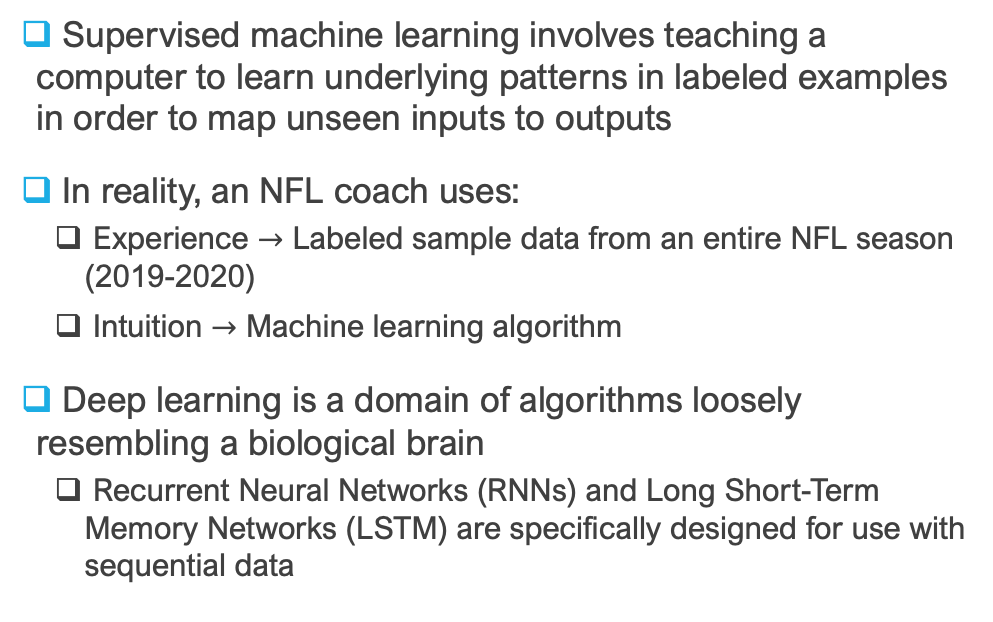 ❑ Supervised machine learning involves teaching a
computer to learn underlying patterns in labeled examples
in order to map unseen inputs to outputs
❑ In reality, an NFL coach uses:
❑ Experience → Labeled sample data from an entire NFL season
(2019-2020)
❑ Intuition → Machine learning algorithm
❑ Deep learning is a domain of algorithms loosely
resembling a biological brain
❑ Recurrent Neural Networks (RNNs) and Long Short-Term
Memory Networks (LSTM) are specifically designed for use with
sequential data